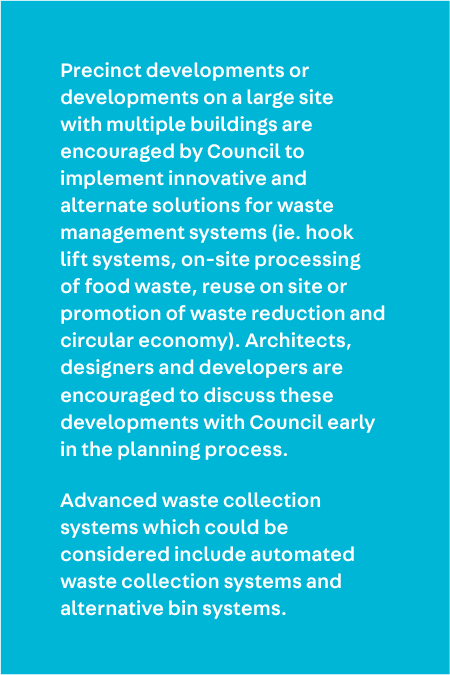 Precinct developments or
developments on a large site
with multiple buildings are
encouraged by Council to
implement innovative and
alternate solutions for waste
management systems (ie. hook
lift systems, on-site processing
of food waste, reuse on site or
promotion of waste reduction and
circular economy). Architects,
designers and developers are
encouraged to discuss these
developments with Council early
in the planning process.
Advanced waste collection
systems which could be
considered include automated
waste collection systems and
alternative bin systems.